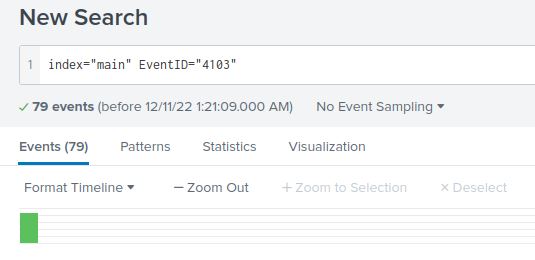 New Search
1 index="main" EventID="4103"
✓ 79 events (before 12/11/22 1:21:09.000 AM) No Event Sampling ▾
Events (79) Patterns Statistics Visualization
Format Timeline ▾ — Zoom Out + Zoom to Selection × Deselect